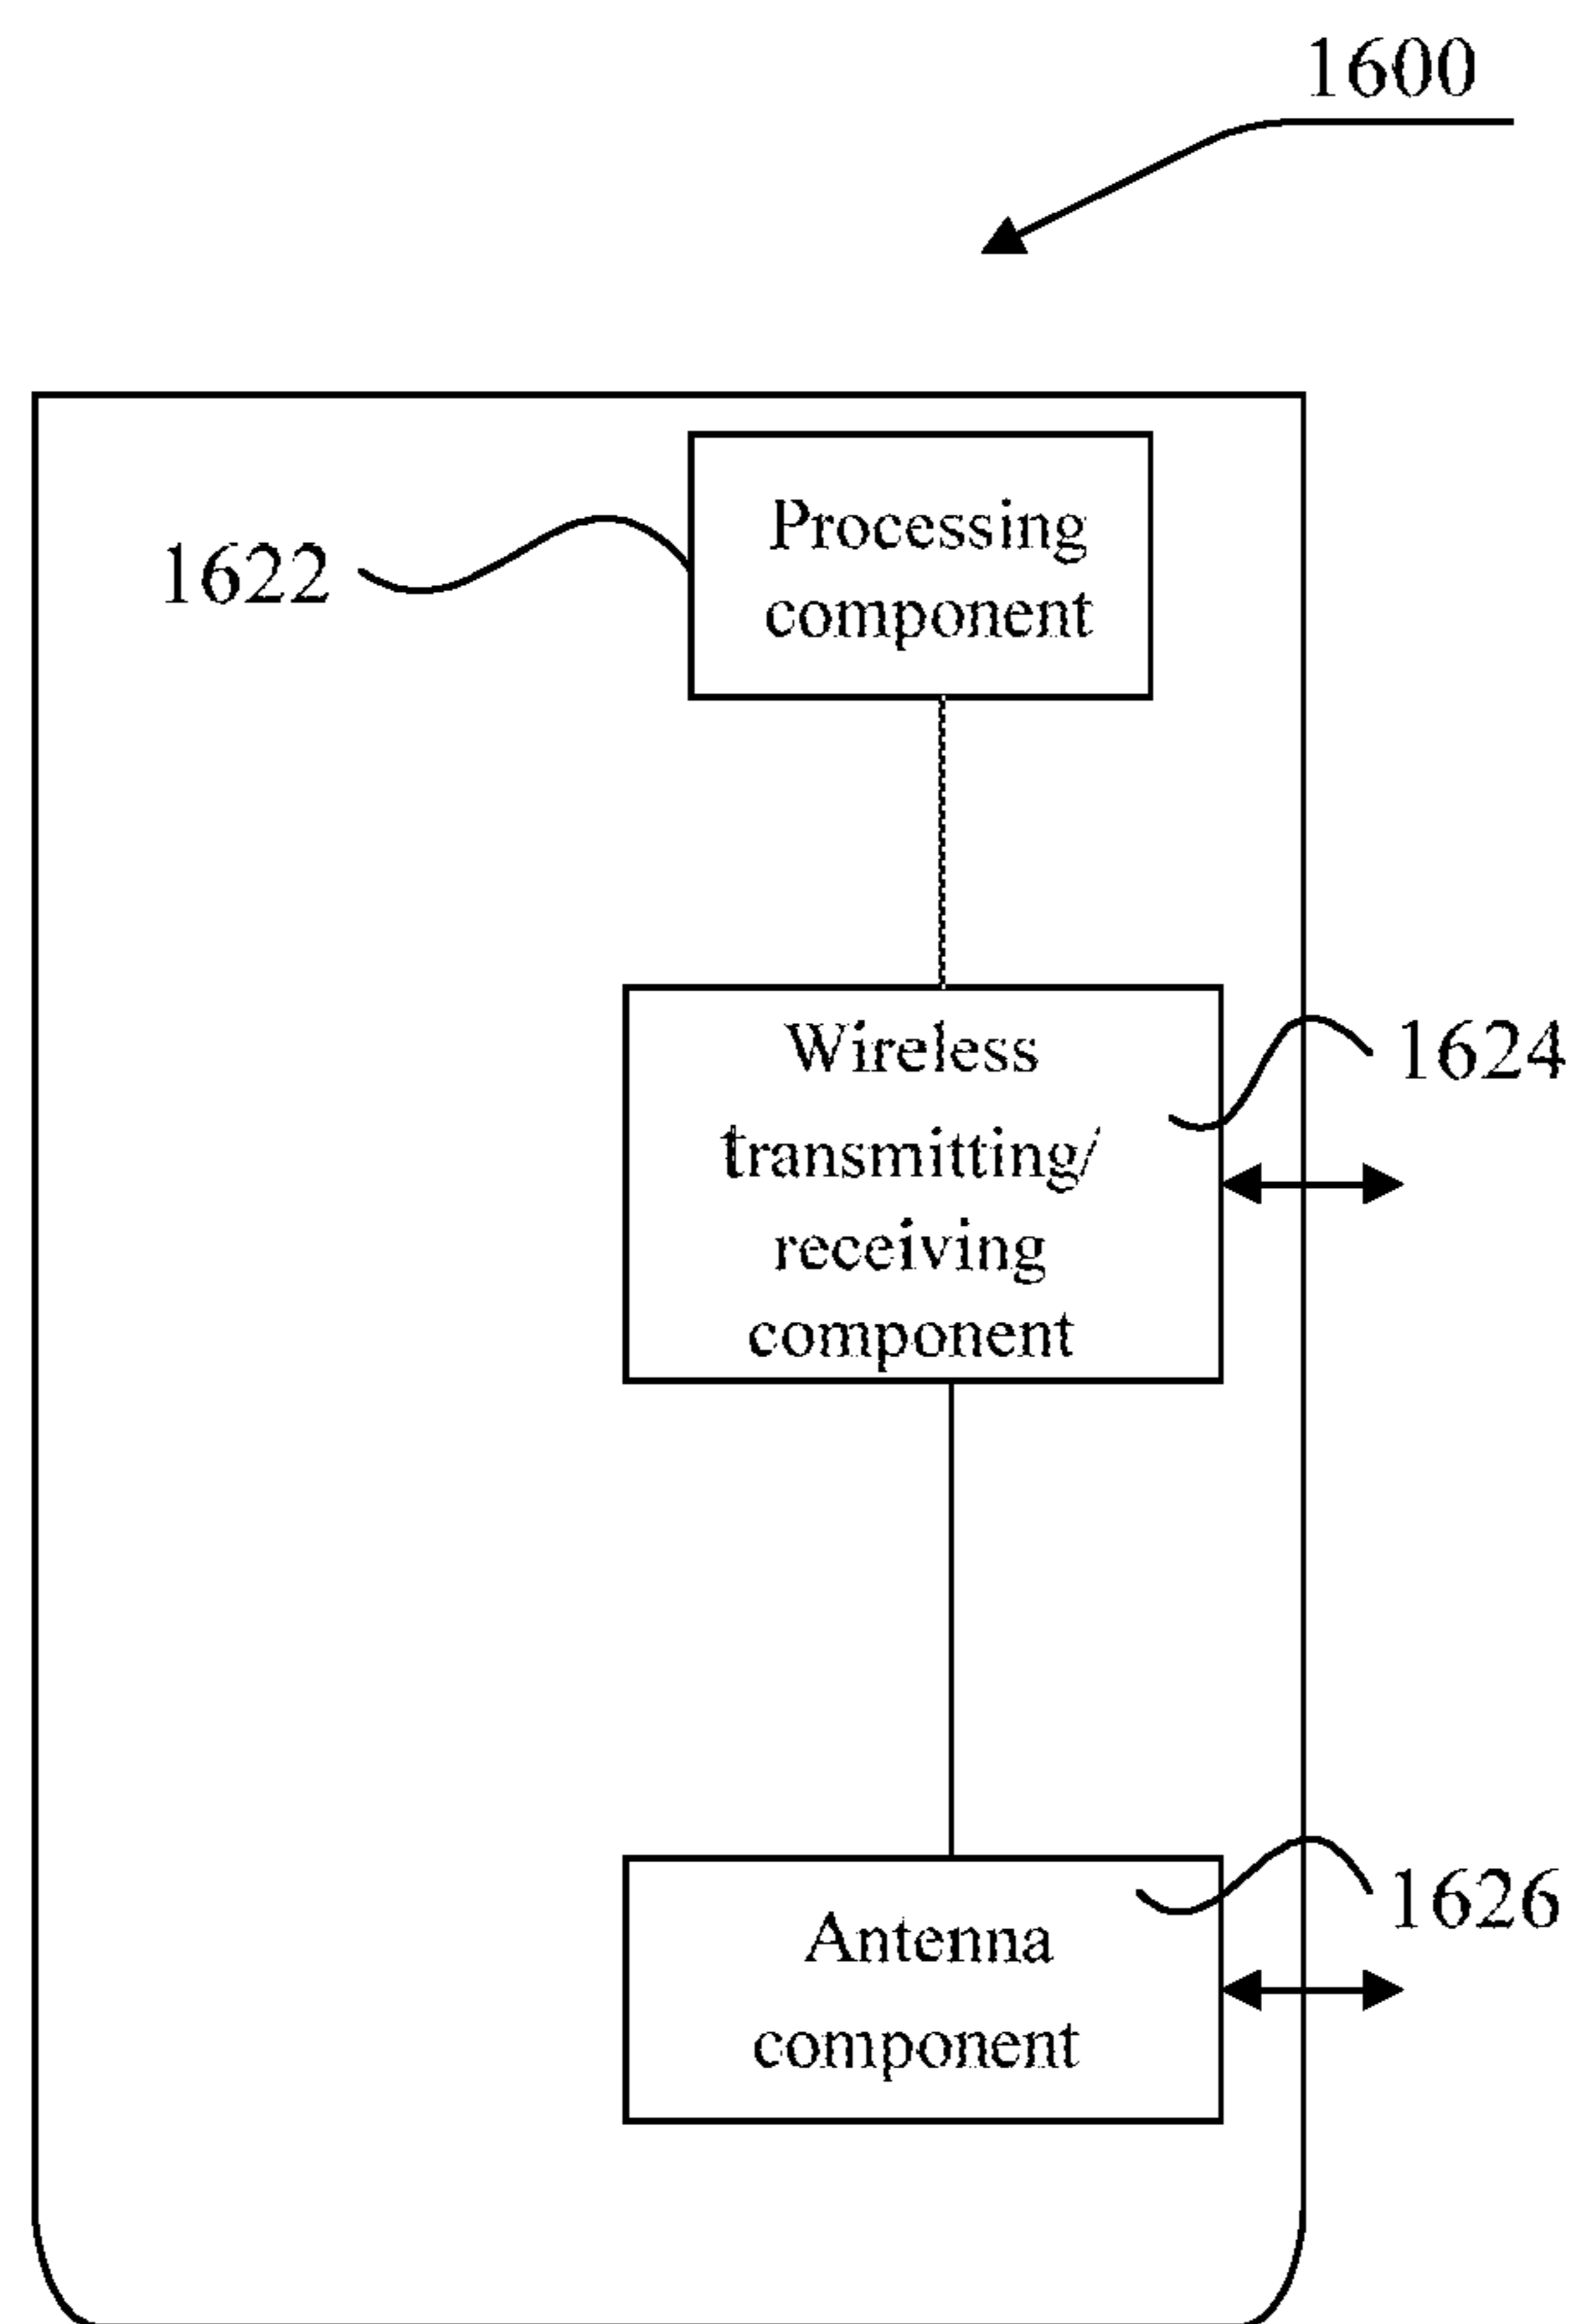 1600
Processing
component
1622
Wireless
transmitting/
receiving
component
1624
Antenna
component
1626